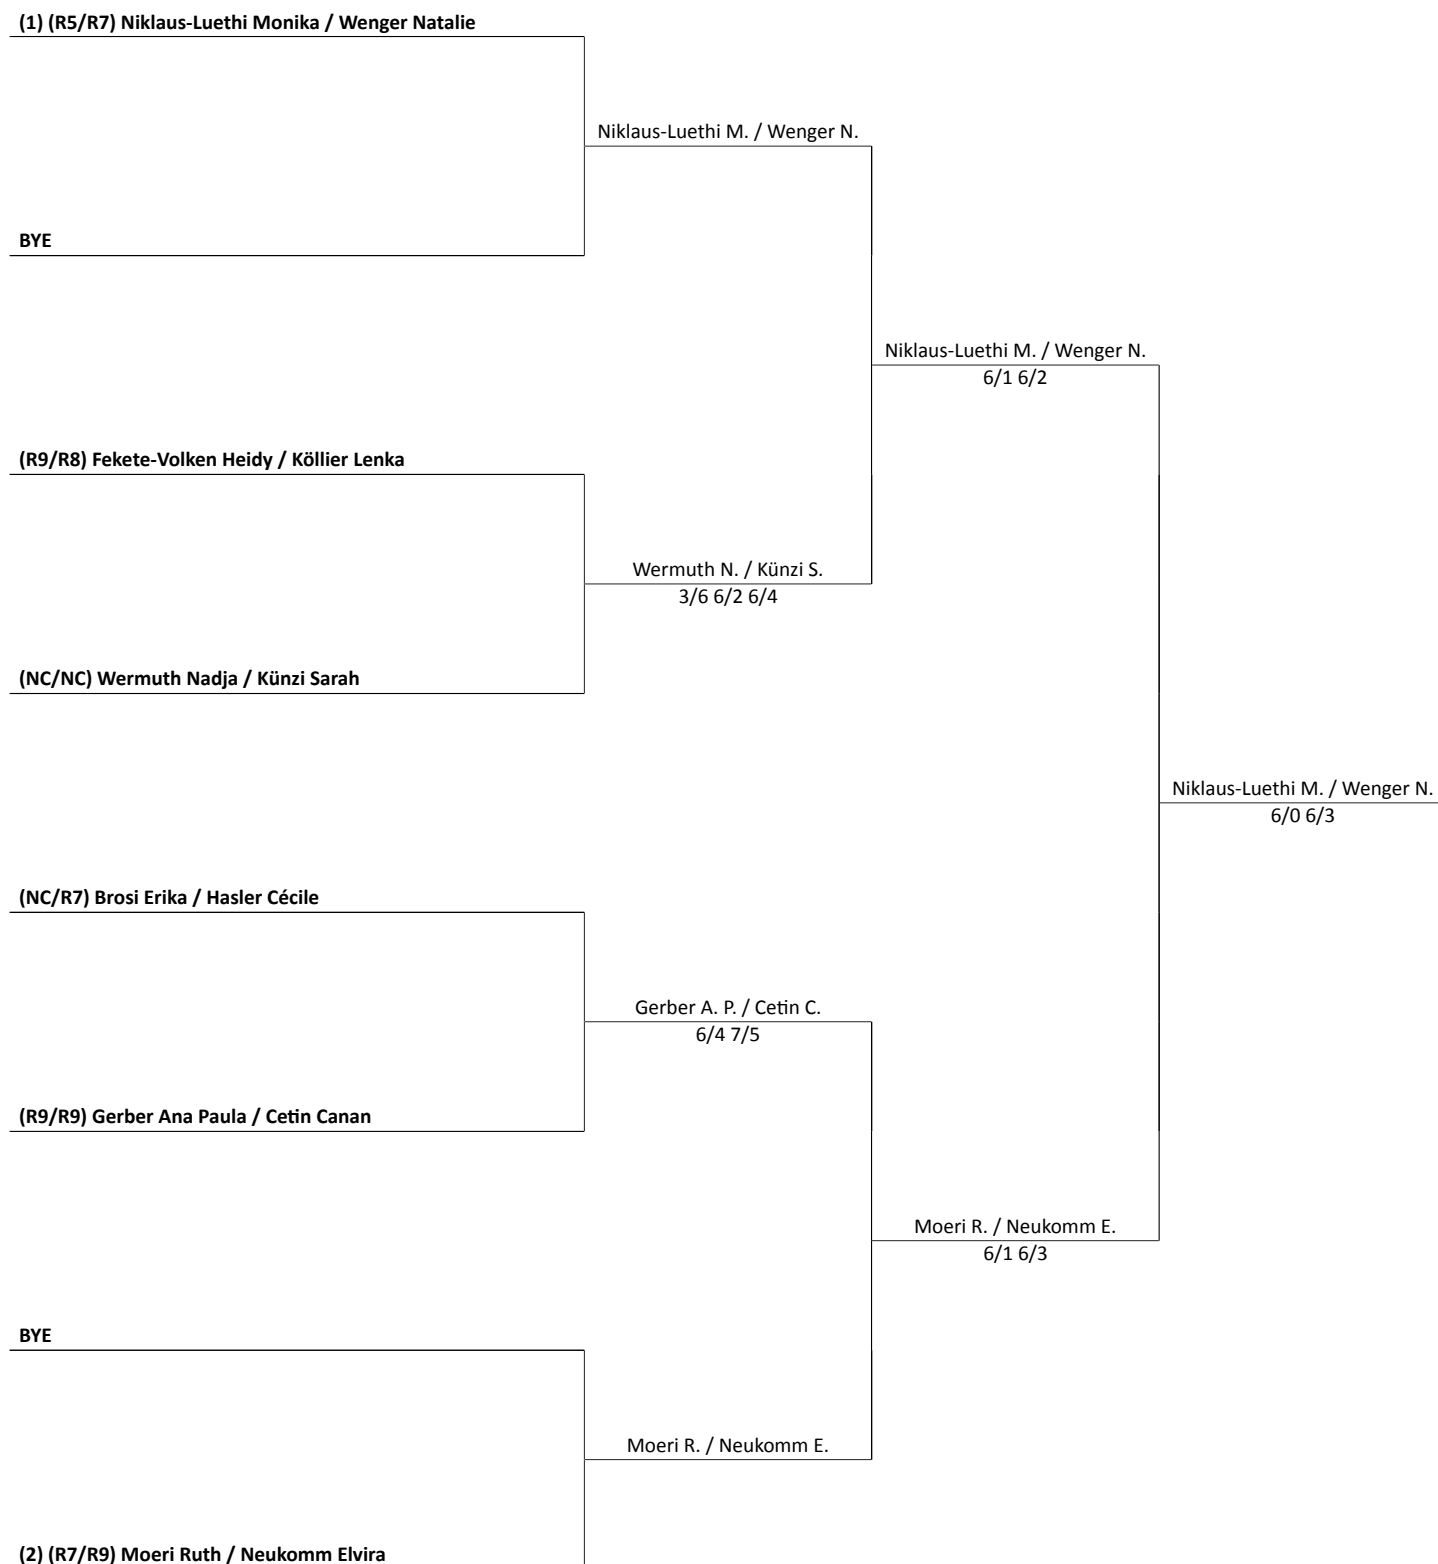 (1) (R5/R7) Niklaus-Luethi Monika / Wenger Natalie
Niklaus-Luethi M. / Wenger N.
BYE
Niklaus-Luethi M. / Wenger N.
6/1 6/2
(R9/R8) Fekete-Volken Heidy / Köllier Lenka
Wermuth N. / Künzi S.
3/6 6/2 6/4
(NC/NC) Wermuth Nadja / Künzi Sarah
Niklaus-Luethi M. / Wenger N.
6/0 6/3
(NC/R7) Brosi Erika / Hasler Cécile
Gerber A. P. / Cetin C.
6/4 7/5
(R9/R9) Gerber Ana Paula / Cetin Canan
Moeri R. / Neukomm E.
6/1 6/3
BYE
Moeri R. / Neukomm E.
(2) (R7/R9) Moeri Ruth / Neukomm Elvira